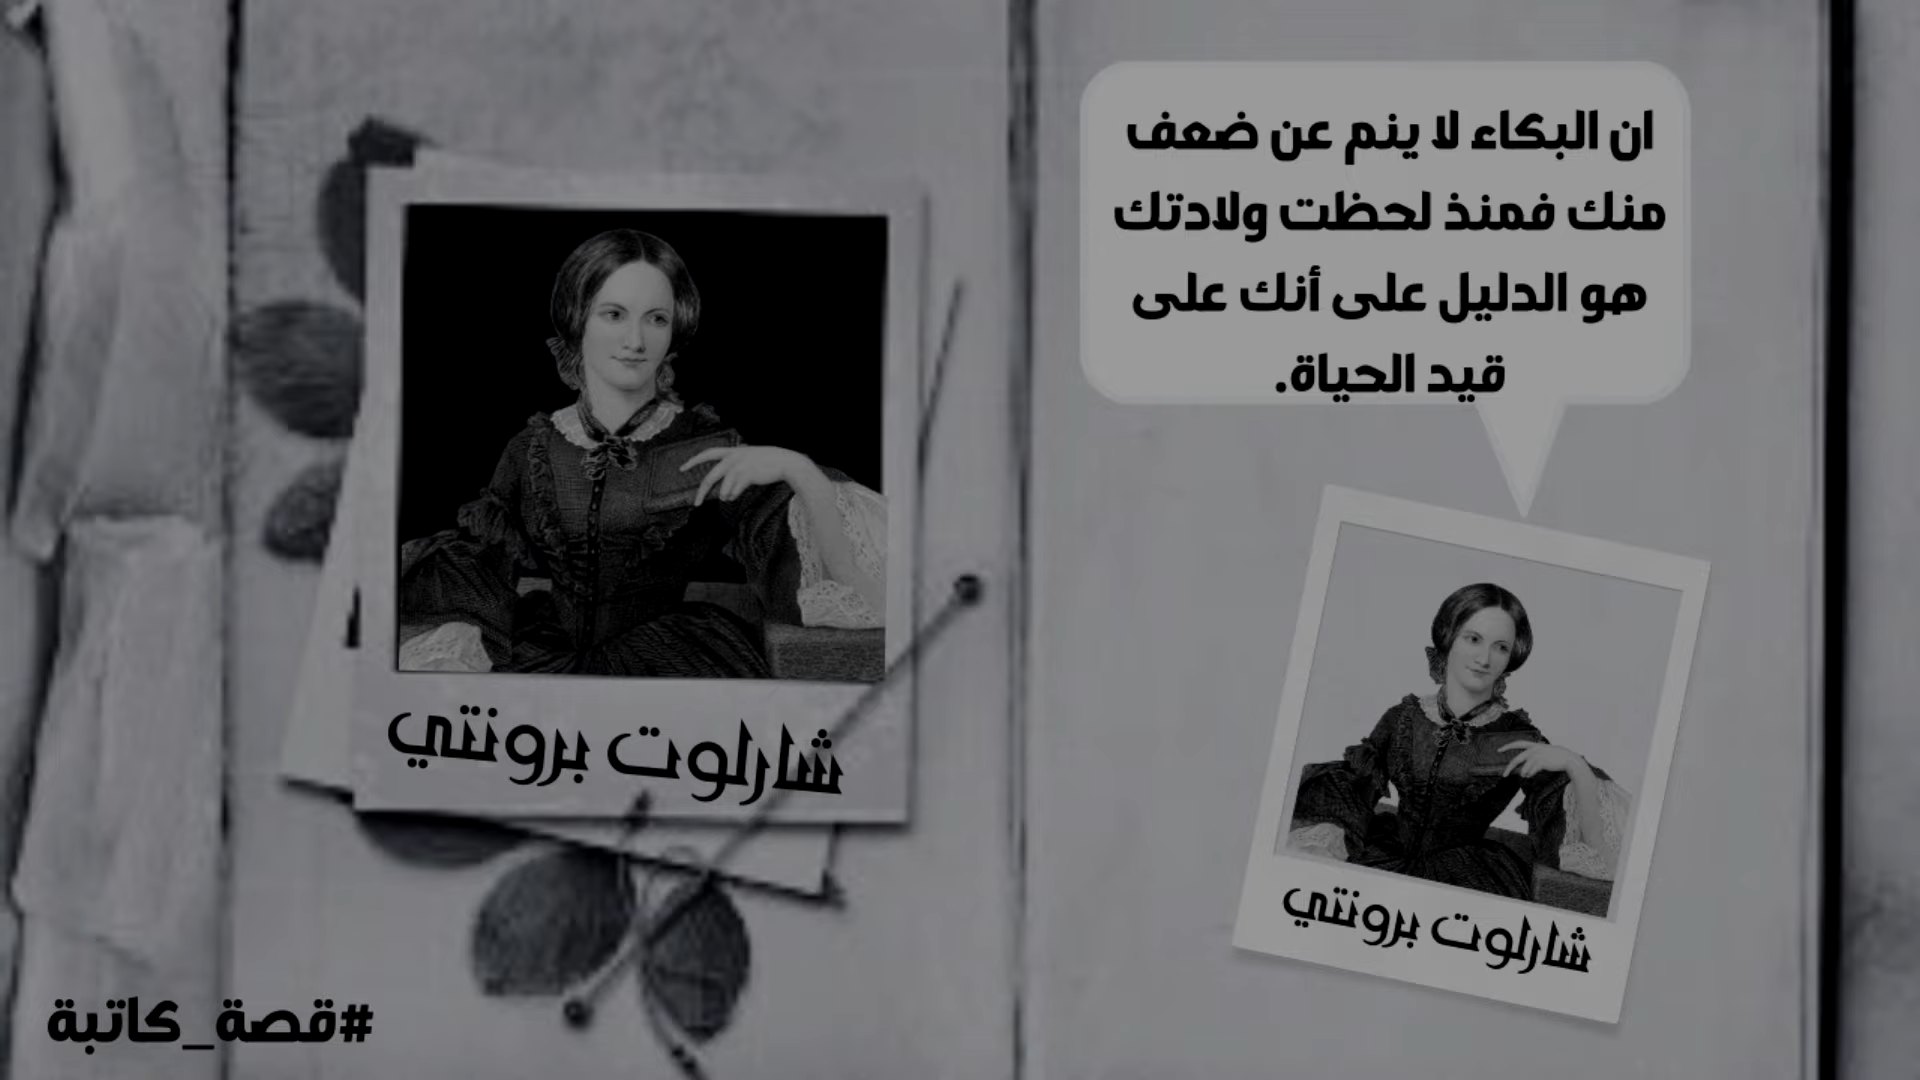 ان البكاء لا ينم عن ضعف
منك فمنذ لحظت ولادتك
هو الدليل على أنك على
قيد الحياة.
شارلوت برونتي
شارلوت برونتي
#قصة_كاتبة